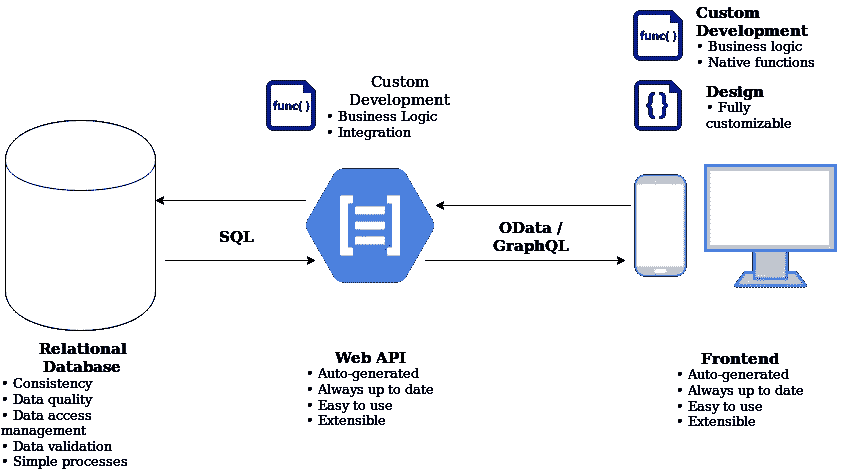 Custom
Development
• Business logic
• Native functions
func( )
Design
• Fully
customizable
{}
Custom
Development
• Business Logic
• Integration
func( )
SQL
OData /
GraphQL
Relational
Database
• Consistency
• Data quality
• Data access
management
• Data validation
• Simple processes
Web API
• Auto-generated
• Always up to date
• Easy to use
• Extensible
Frontend
• Auto-generated
• Always up to date
• Easy to use
• Extensible